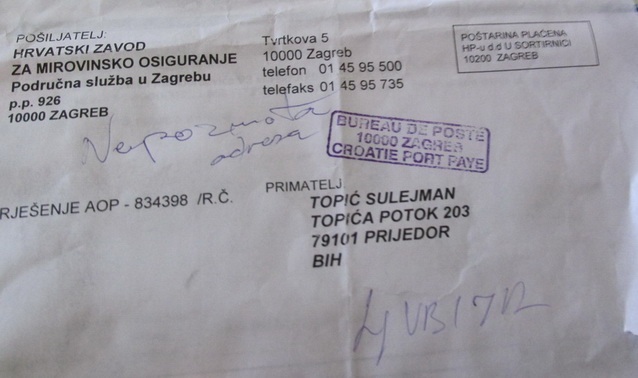 POŠILJATELJ:
HRVATSKI ZAVOD
ZA MIROVINSKO OSIGURANJE
Područna služba u Zagrebu
p.p. 926
10000 ZAGREB
Tvrtkova 5
10000 Zagreb
telefon 01 45 95 500
telefaks 01 45 95 735
POŠTARINA PLAĆENA
HP-u d.d U SORTIRNICI
10200 ZAGREB
Nepoznata
adresa
BUREAU DE POSTE
10000 ZAGREB
CROATIE PORT PAYE
RJEŠENJE AOP - 834398 /R.Č.
PRIMATELJ:
TOPIĆ SULEJMAN
TOPIĆA POTOK 203
79101 PRIJEDOR
BIH
LJUBIJA